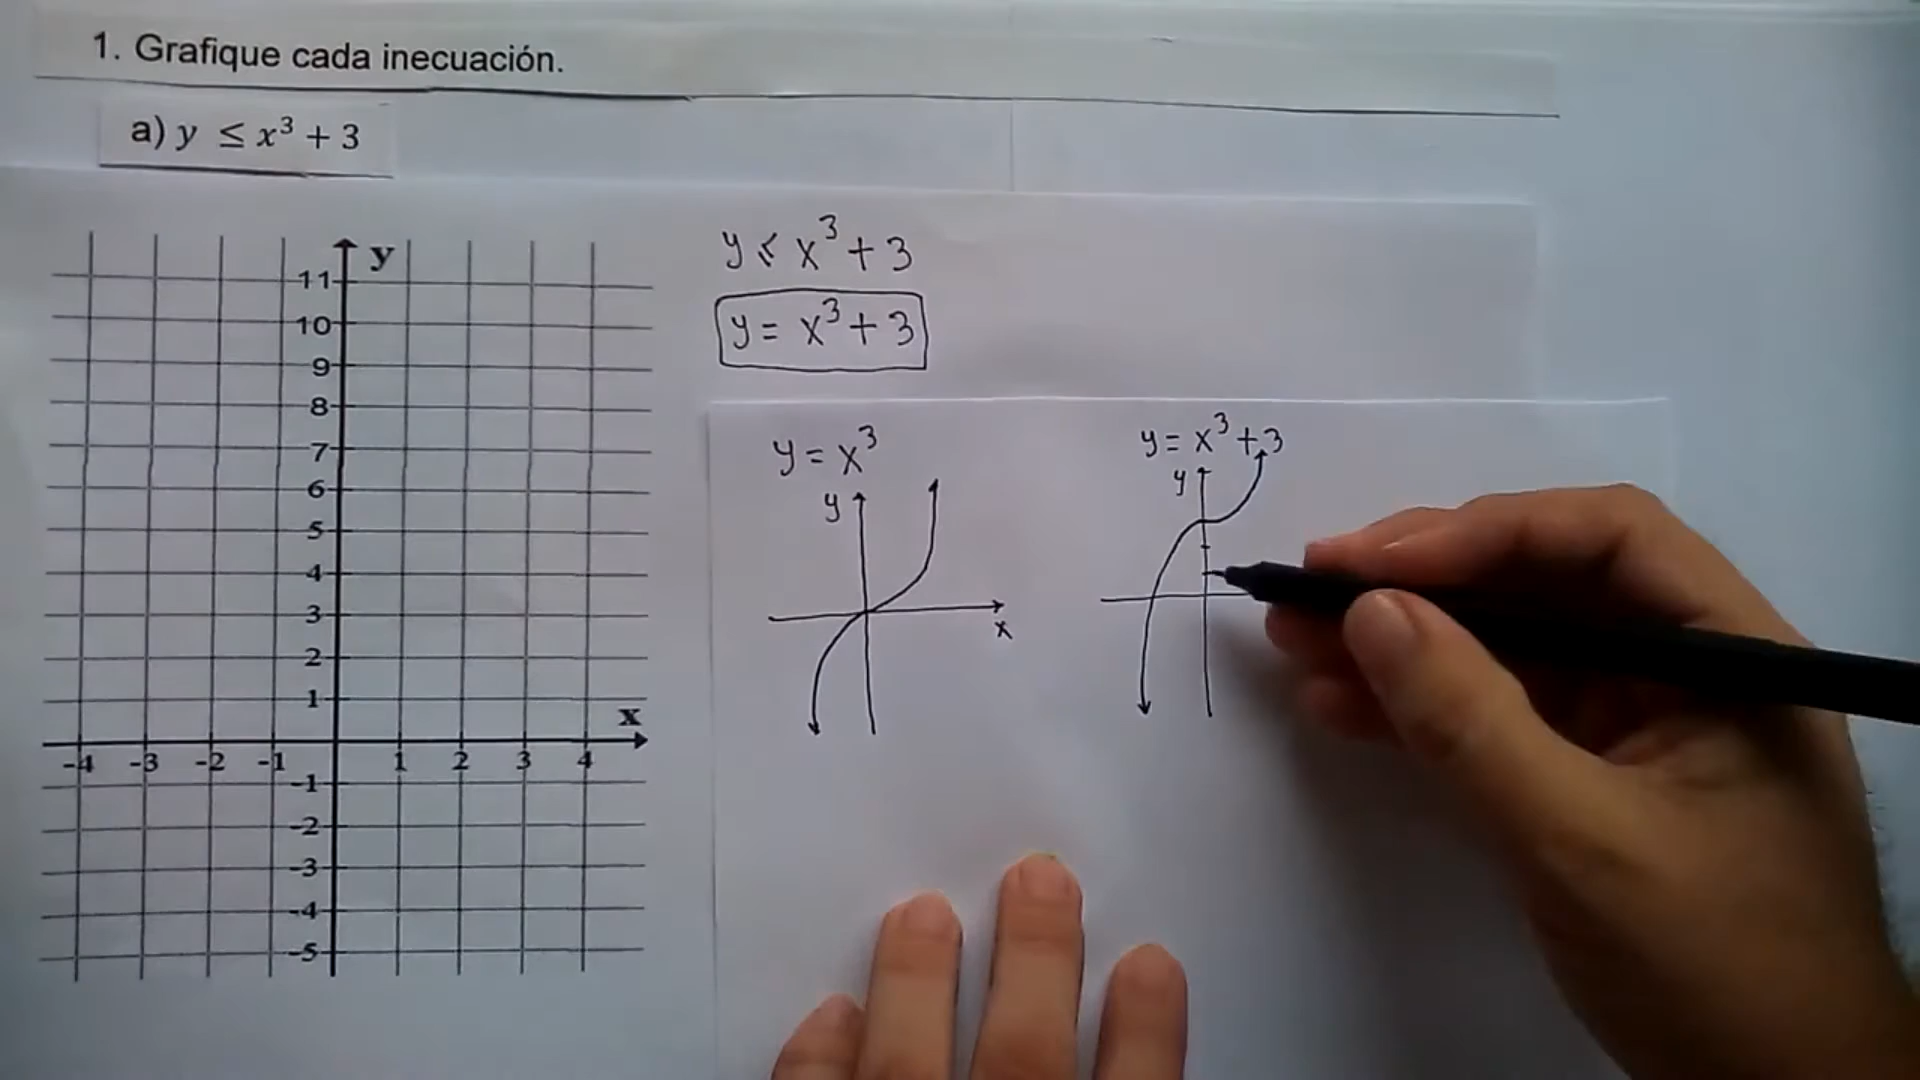 1. Grafique cada inecuación.
a) y ≤ x³ + 3
y
11
10
9
8
7
6
5
4
3
2
1
x
-4 -3 -2 -1 1 2 3 4
-1
-2
-3
-4
-5
y ≤ x³ + 3
y = x³ + 3
y = x³
y
x
y = x³ + 3
y